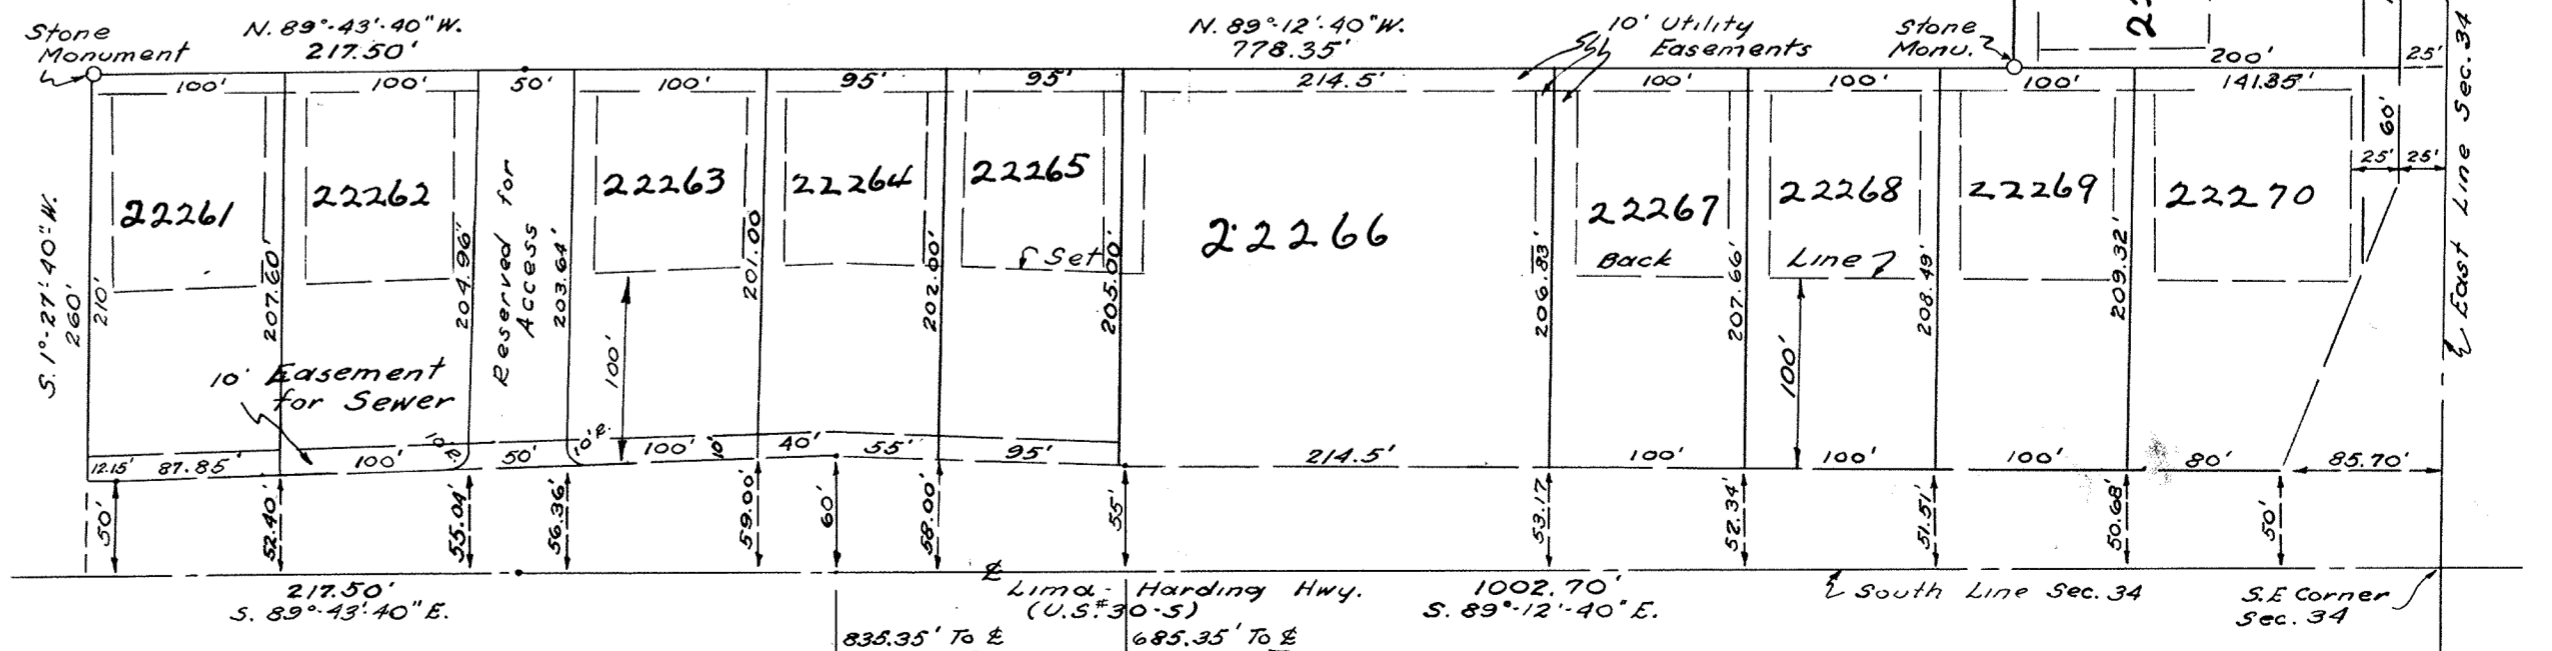 Stone
Monument
N. 89°-43'-40" W.
217.50'
N. 89°-12'-40" W.
778.35'
10' Utility
Easements
Stone
Monu.
200'
25'
East Line Sec. 34
100'
100'
50'
100'
95'
95'
214.5'
100'
100'
100'
141.35'
60'
25'
25'
22261
22262
Reserved for
Access
22263
22264
22265
22266
22267
22268
22269
22270
Set
Back
Line
S. 1°-27'-40" W.
260'
210'
207.60'
204.96'
203.64'
201.00
202.00'
205.00'
206.83'
207.66'
208.49'
209.32'
100'
100'
10' Easement
for Sewer
12.15'
87.85'
100'
10'R.
50'
10'R.
100'
10'
40'
55'
95'
214.5'
100'
100'
100'
80'
85.70'
50'
52.40'
55.04'
56.36'
59.00'
60'
58.00'
55'
53.17'
52.34'
51.51'
50.68'
50'
217.50'
S. 89°-43'-40" E.
℄
Lima - Harding Hwy.
(U.S.#30-S)
1002.70'
S. 89°-12'-40" E.
South Line Sec. 34
S.E Corner
Sec. 34
835.35' To ℄
685.35' To ℄